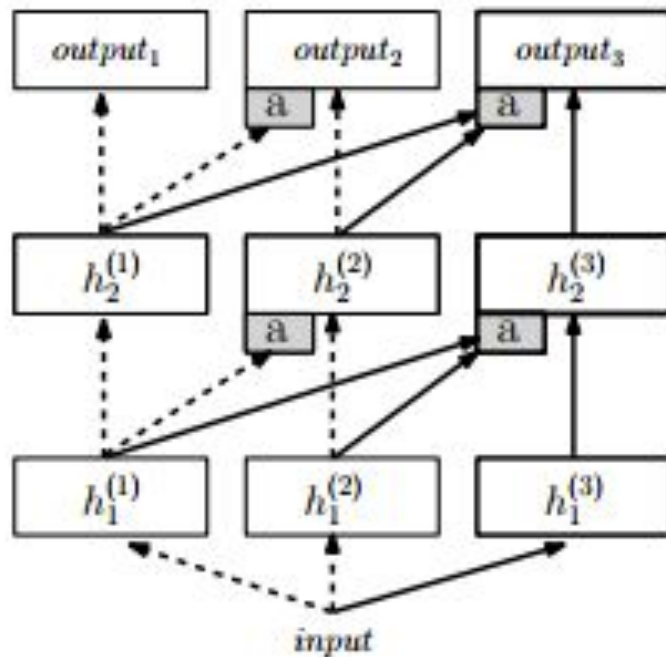 output₁ output₂ output₃
a a
h₂⁽¹⁾ h₂⁽²⁾ h₂⁽³⁾
a a
h₁⁽¹⁾ h₁⁽²⁾ h₁⁽³⁾
input